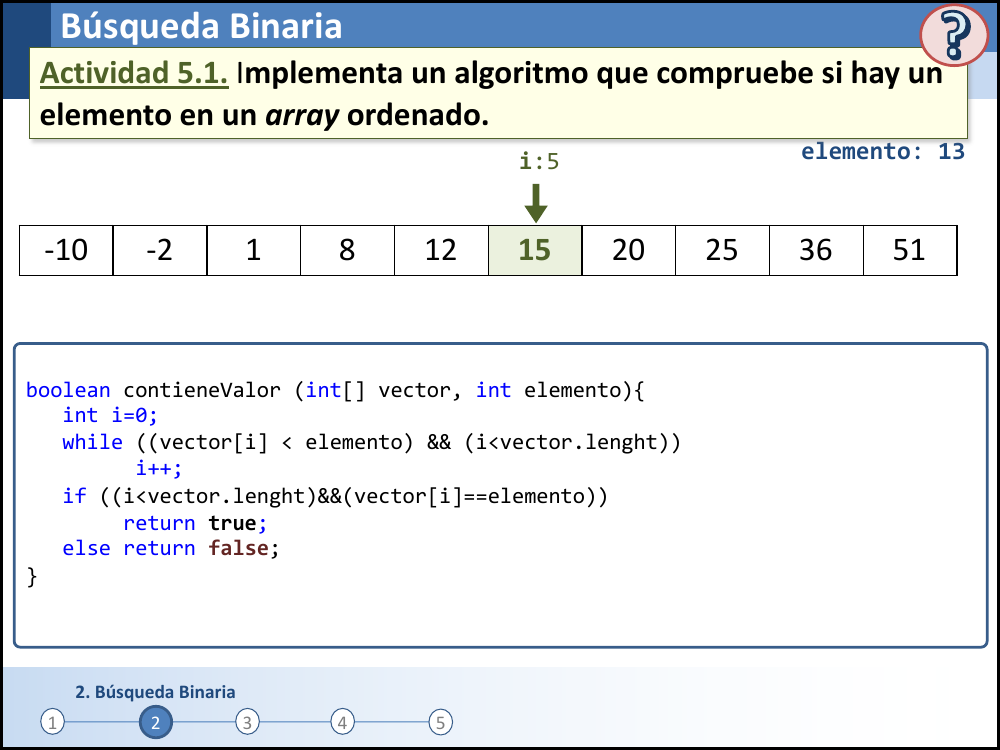 Búsqueda Binaria
?
Actividad 5.1. Implementa un algoritmo que compruebe si hay un
elemento en un array ordenado.
elemento: 13
i:5
-10 -2 1 8 12 15 20 25 36 51
boolean contieneValor (int[] vector, int elemento){
int i=0;
while ((vector[i] < elemento) && (i<vector.lenght))
i++;
if ((i<vector.lenght)&&(vector[i]==elemento))
return true;
else return false;
}
2. Búsqueda Binaria
1 2 3 4 5